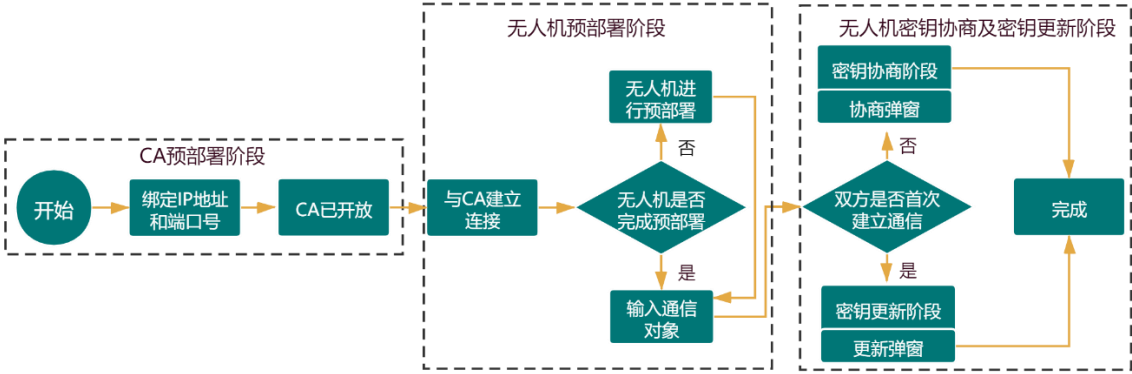 CA预部署阶段
开始
绑定IP地址
和端口号
CA已开放
无人机预部署阶段
与CA建立
连接
无人机是否
完成预部署
否
无人机进
行预部署
是
输入通信
对象
无人机密钥协商及密钥更新阶段
双方是否首次
建立通信
否
密钥协商阶段
协商弹窗
是
密钥更新阶段
更新弹窗
完成